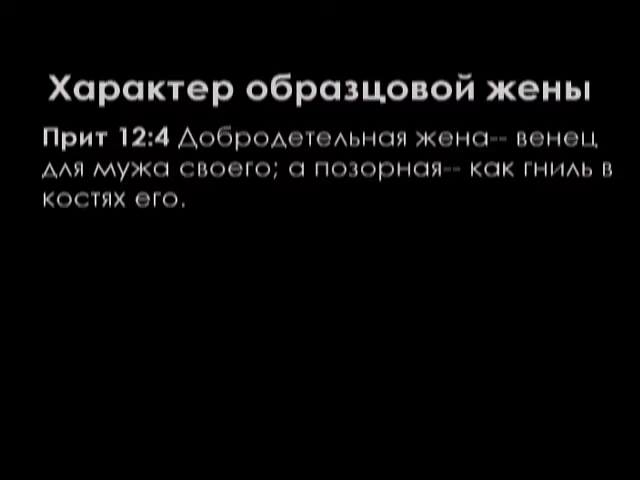 Характер образцовой жены
Прит 12:4 Добродетельная жена-- венец
для мужа своего; а позорная-- как гниль в
костях его.